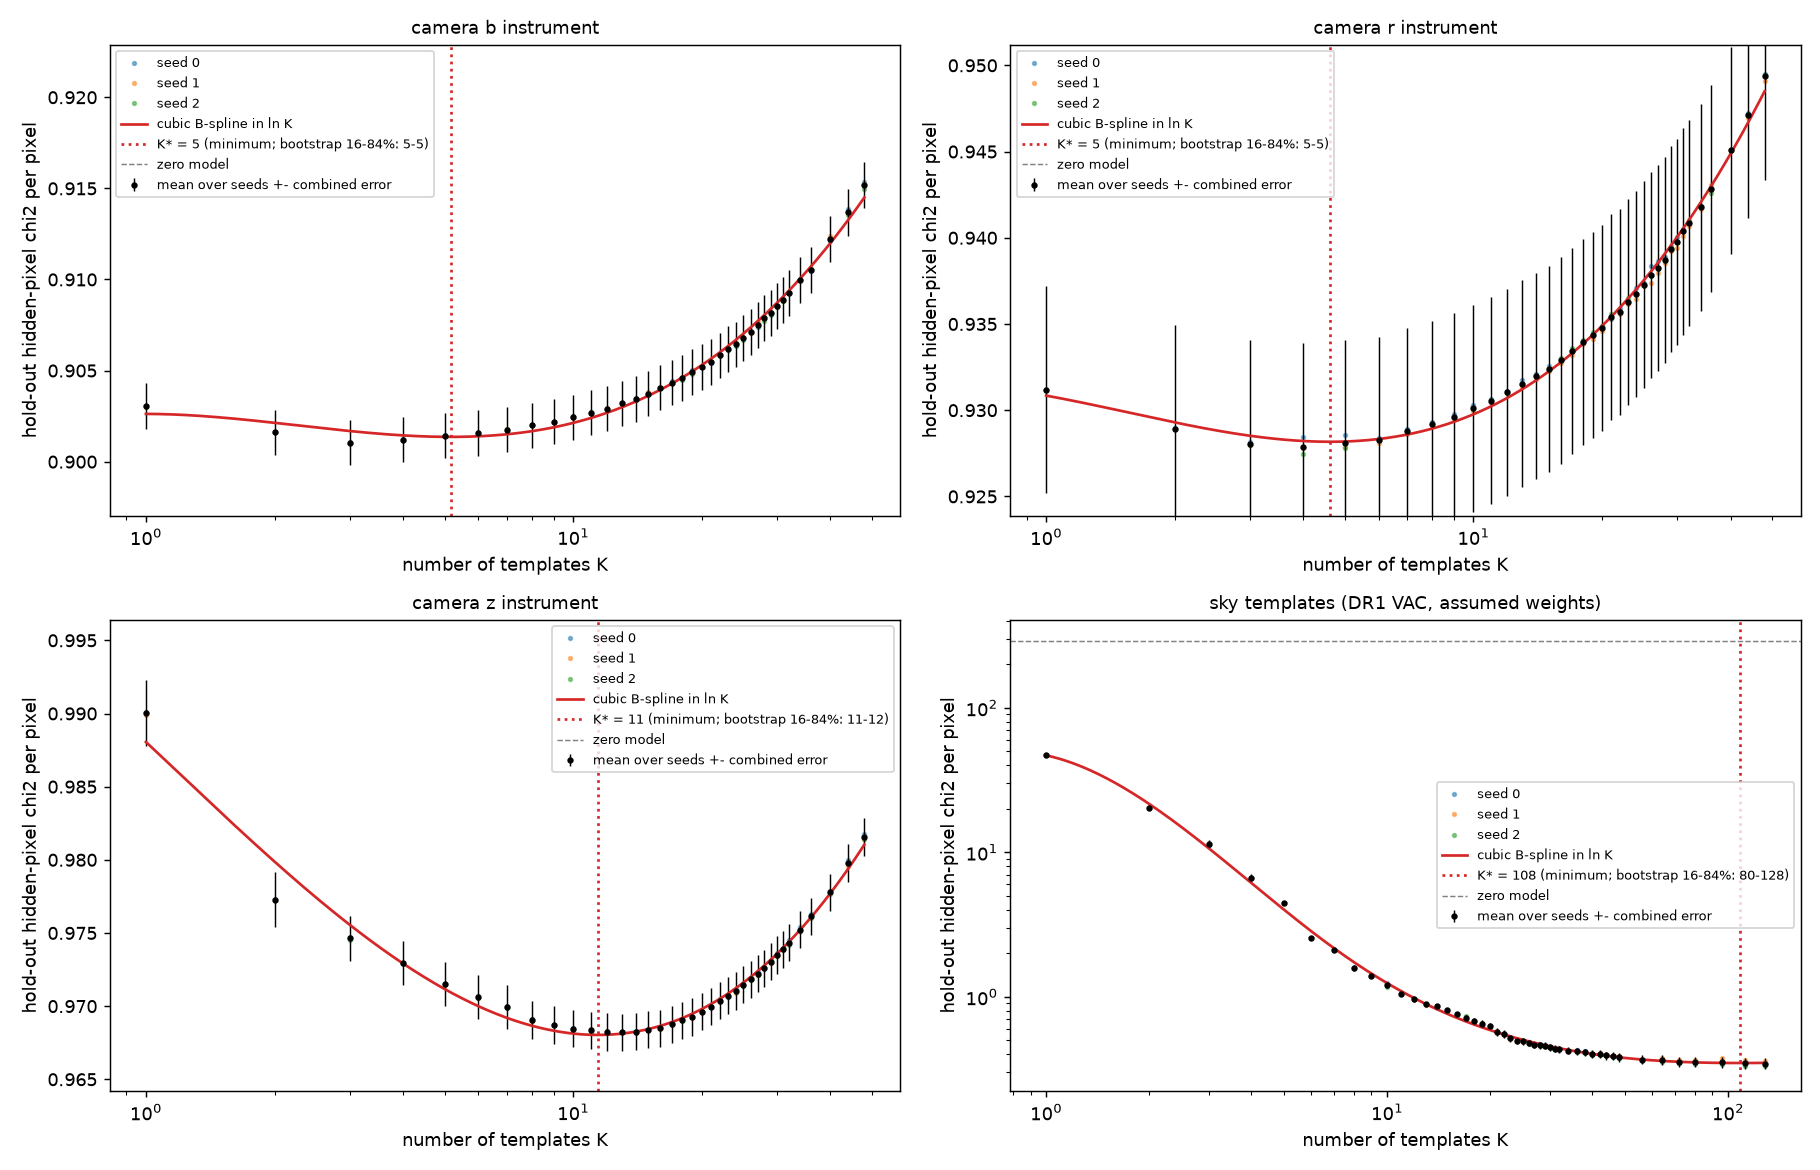 camera b instrument
hold-out hidden-pixel chi2 per pixel
0.920
0.915
0.910
0.905
0.900
seed 0
seed 1
seed 2
cubic B-spline in ln K
K* = 5 (minimum; bootstrap 16-84%: 5-5)
zero model
mean over seeds +- combined error
10⁰
10¹
number of templates K
camera r instrument
hold-out hidden-pixel chi2 per pixel
0.950
0.945
0.940
0.935
0.930
0.925
seed 0
seed 1
seed 2
cubic B-spline in ln K
K* = 5 (minimum; bootstrap 16-84%: 5-5)
zero model
mean over seeds +- combined error
10⁰
10¹
number of templates K
camera z instrument
hold-out hidden-pixel chi2 per pixel
0.995
0.990
0.985
0.980
0.975
0.970
0.965
seed 0
seed 1
seed 2
cubic B-spline in ln K
K* = 11 (minimum; bootstrap 16-84%: 11-12)
zero model
mean over seeds +- combined error
10⁰
10¹
number of templates K
sky templates (DR1 VAC, assumed weights)
hold-out hidden-pixel chi2 per pixel
10²
10¹
10⁰
seed 0
seed 1
seed 2
cubic B-spline in ln K
K* = 108 (minimum; bootstrap 16-84%: 80-128)
zero model
mean over seeds +- combined error
10⁰
10¹
10²
number of templates K